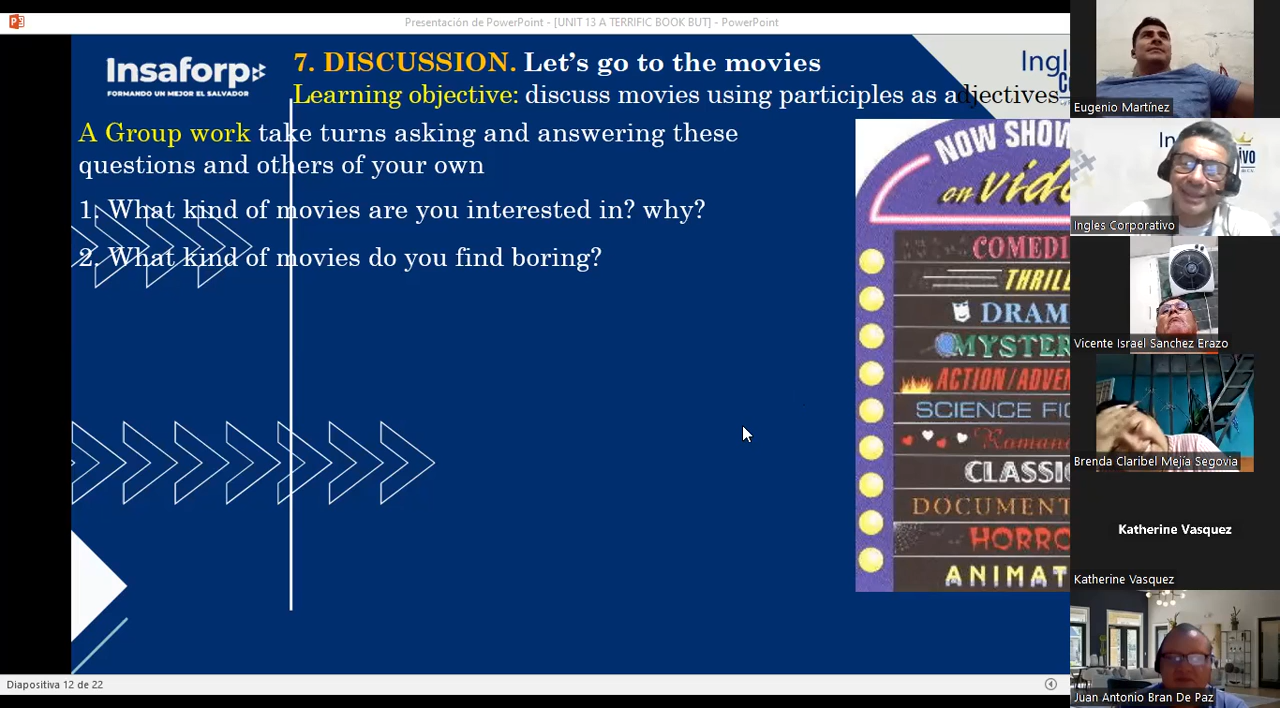 Presentación de PowerPoint - [UNIT 13 A TERRIFIC BOOK BUT] - PowerPoint
Insaforp
FORMANDO UN MEJOR EL SALVADOR
7. DISCUSSION. Let's go to the movies
Learning objective: discuss movies using participles as adjectives
A Group work take turns asking and answering these
questions and others of your own
1. What kind of movies are you interested in? why?
2. What kind of movies do you find boring?
NOW SHOW
on vid
COMEDI
THRIL
DRAM
MYSTER
ACTION/ADVEN
SCIENCE FIC
Roman
CLASSI
DOCUMENT
HORRO
ANIMAT
Diapositiva 12 de 22
Eugenio Martínez
Ingles Corporativo
Vicente Israel Sanchez Erazo
Brenda Claribel Mejía Segovia
Katherine Vasquez
Katherine Vasquez
Juan Antonio Bran De Paz